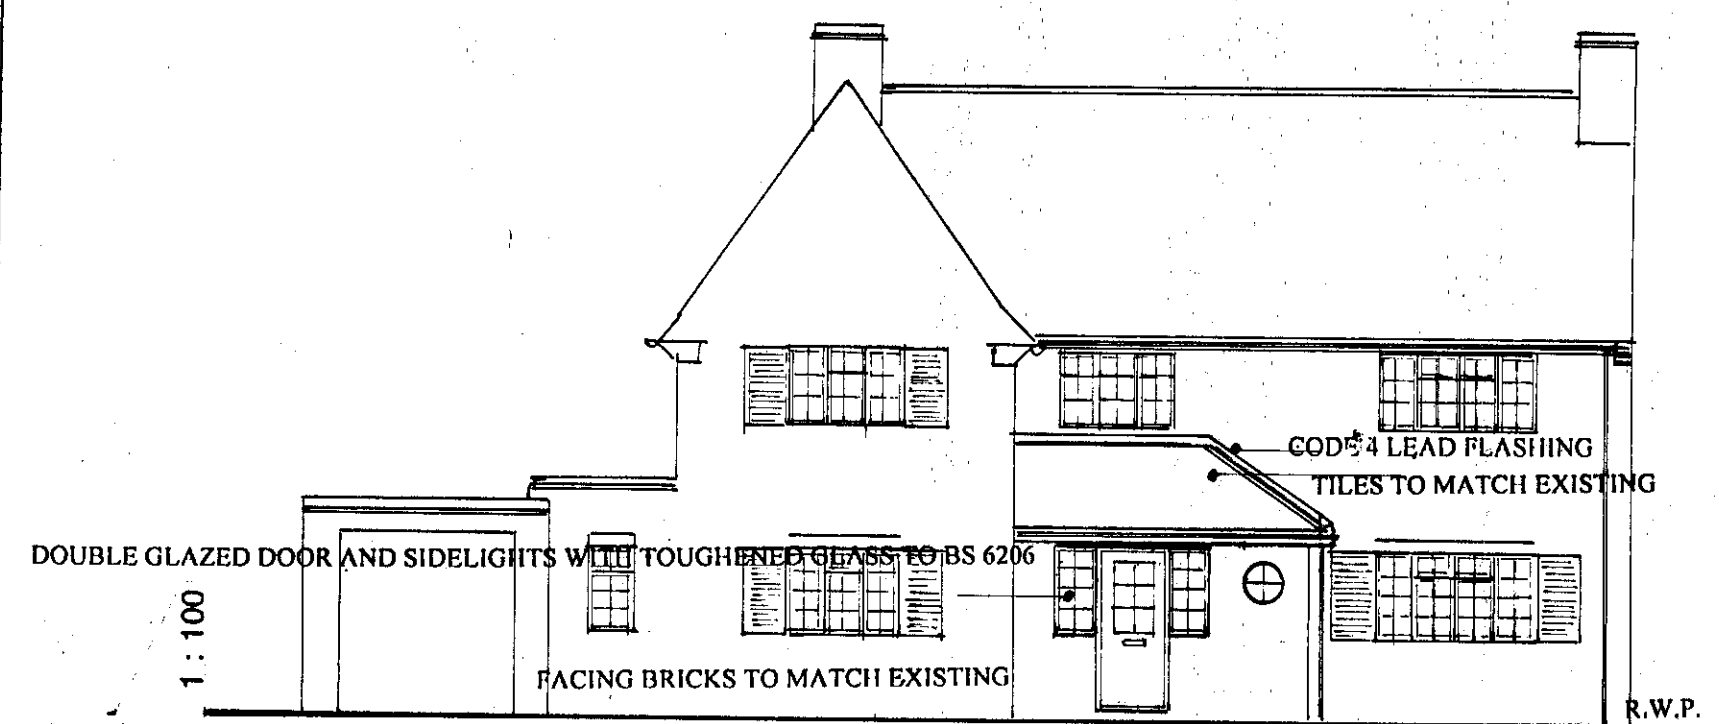 CODE 4 LEAD FLASHING
TILES TO MATCH EXISTING
DOUBLE GLAZED DOOR AND SIDELIGHTS WITH TOUGHENED GLASS TO BS 6206
1 : 100
FACING BRICKS TO MATCH EXISTING
R.W.P.